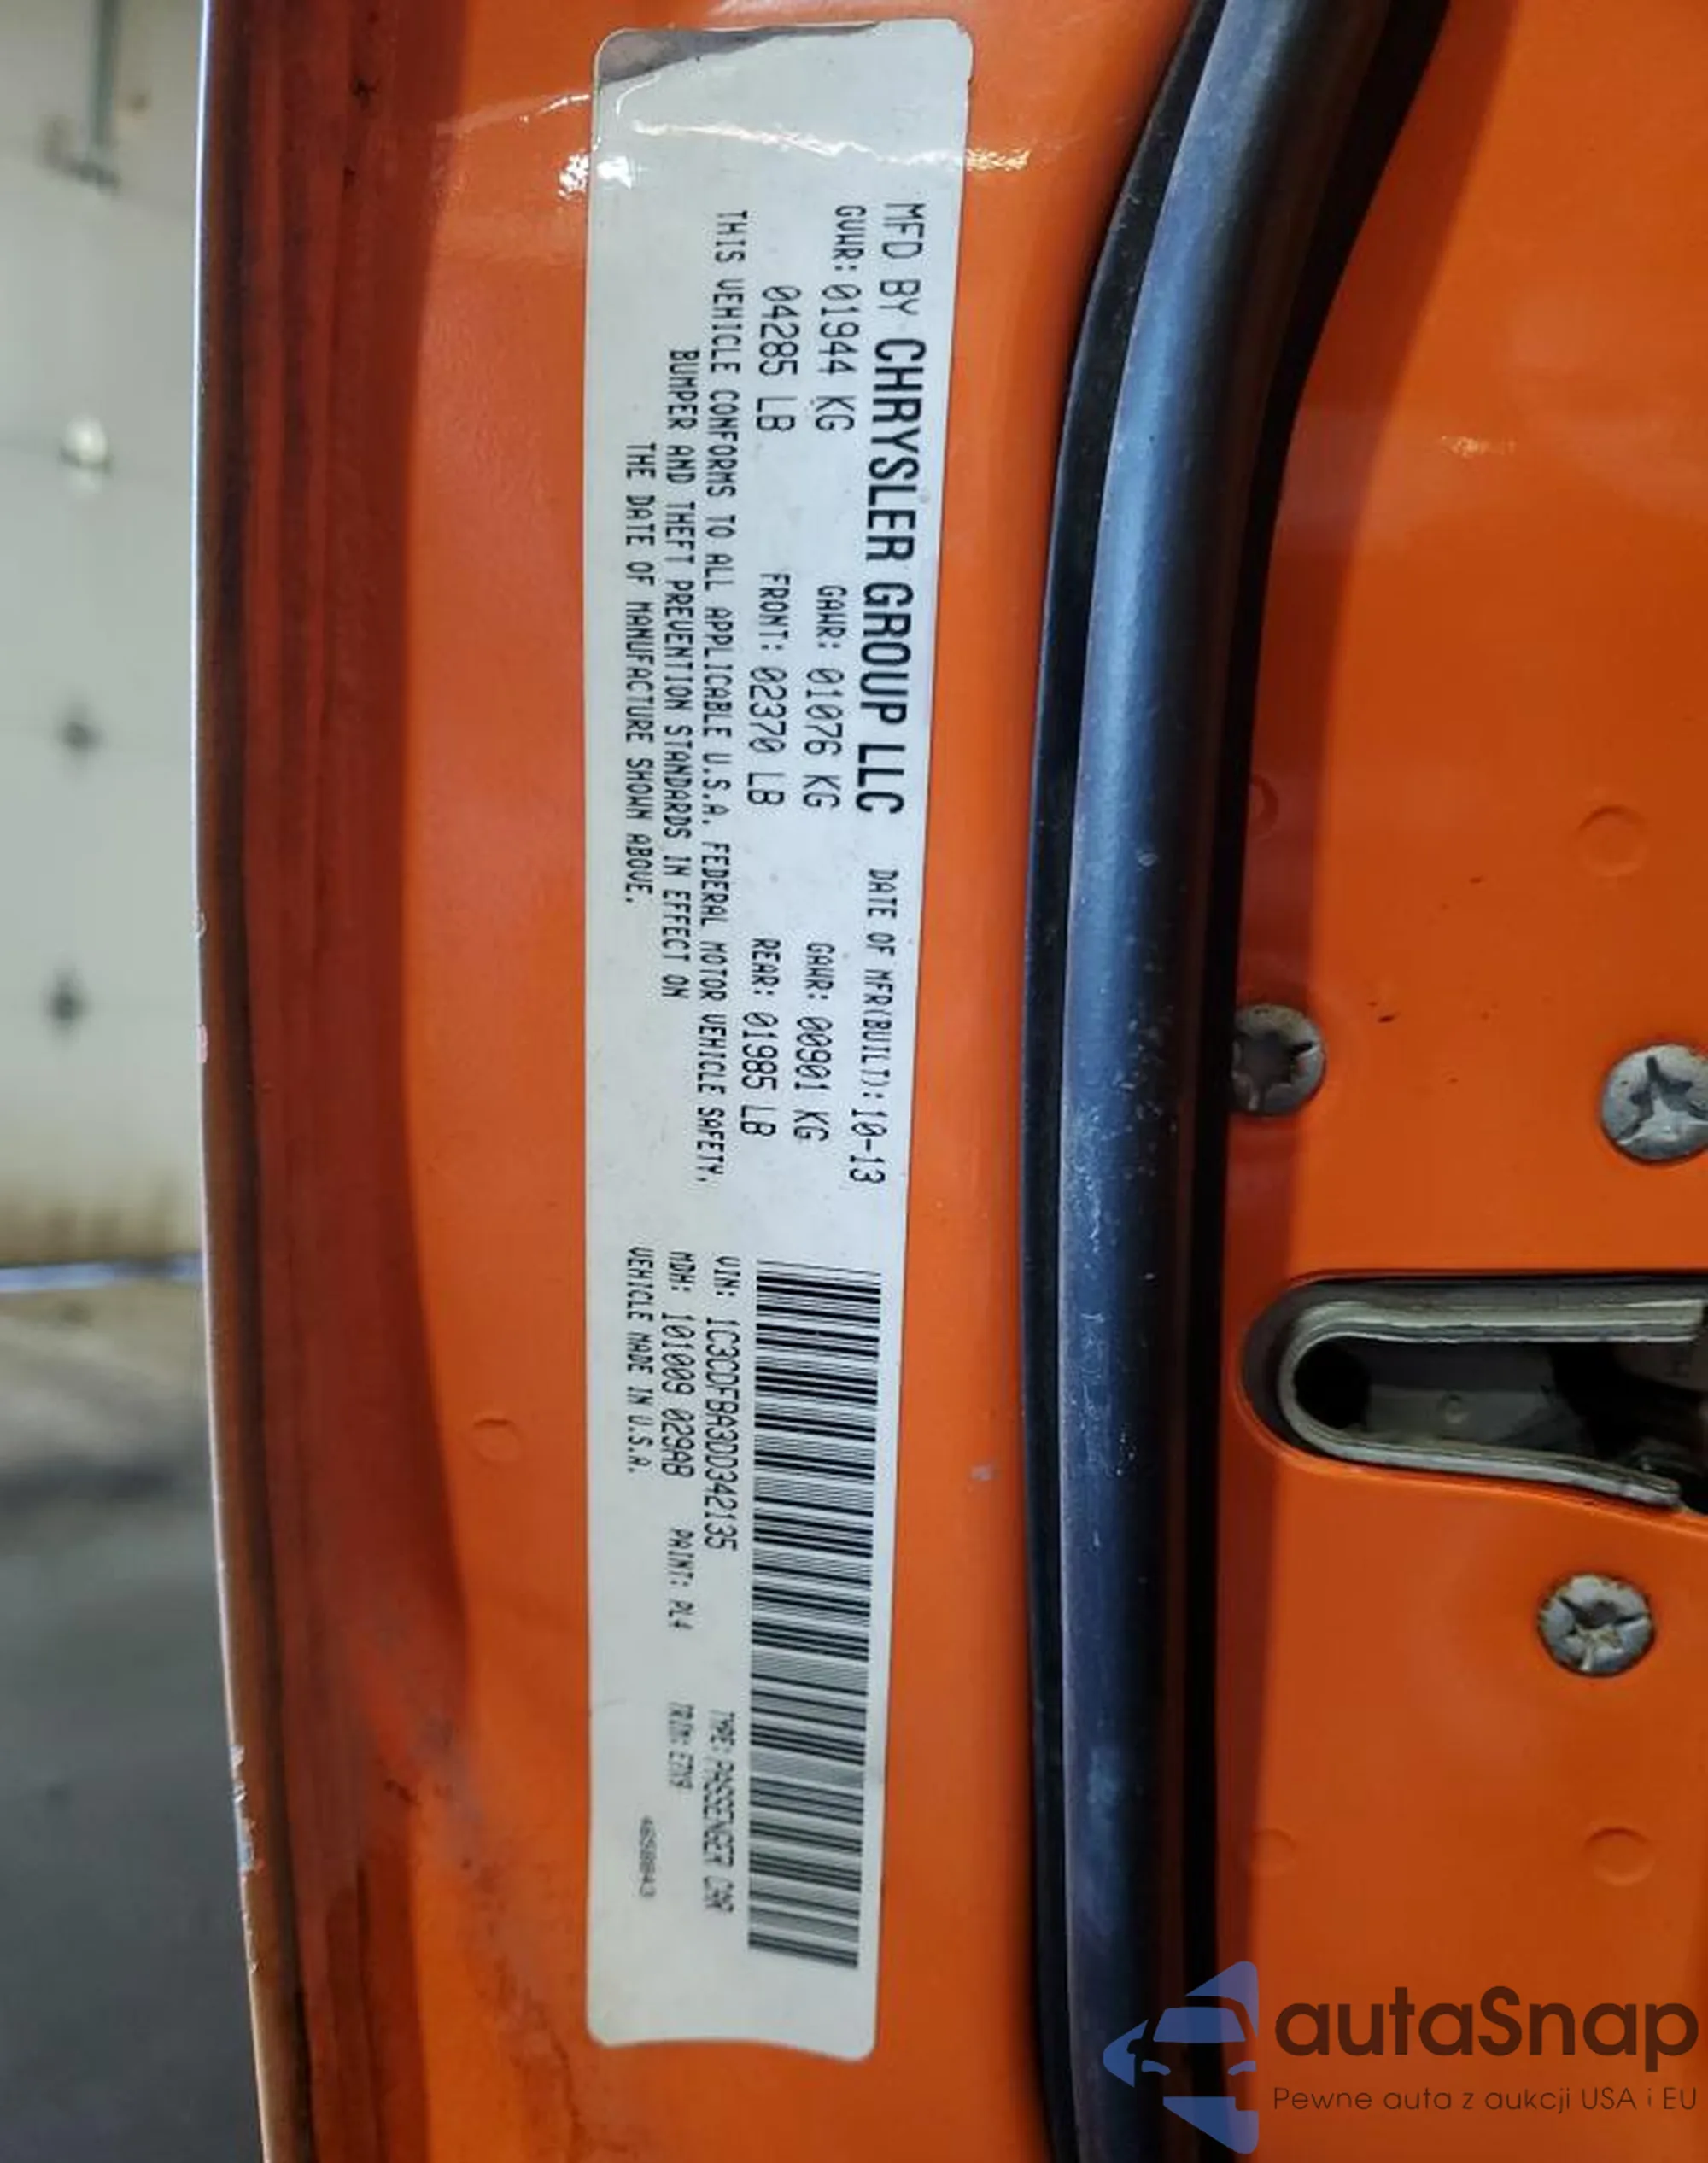 MFD BY CHRYSLER GROUP LLC DATE OF MFR(BUILT): 10-13
GVWR: 01944 KG GAWR: 01076 KG GAWR: 00901 KG
04285 LB FRONT: 02370 LB REAR: 01985 LB
THIS VEHICLE CONFORMS TO ALL APPLICABLE U.S.A. FEDERAL MOTOR VEHICLE SAFETY,
BUMPER AND THEFT PREVENTION STANDARDS IN EFFECT ON
THE DATE OF MANUFACTURE SHOWN ABOVE.
VIN: 1C3CDFBA3DD342135 TYPE: PASSENGER CAR
MDH: 101009 029AB PAINT: PL4 TRIM: EZX9
VEHICLE MADE IN U.S.A.
autaSnap
Pewne auta z aukcji USA i EU